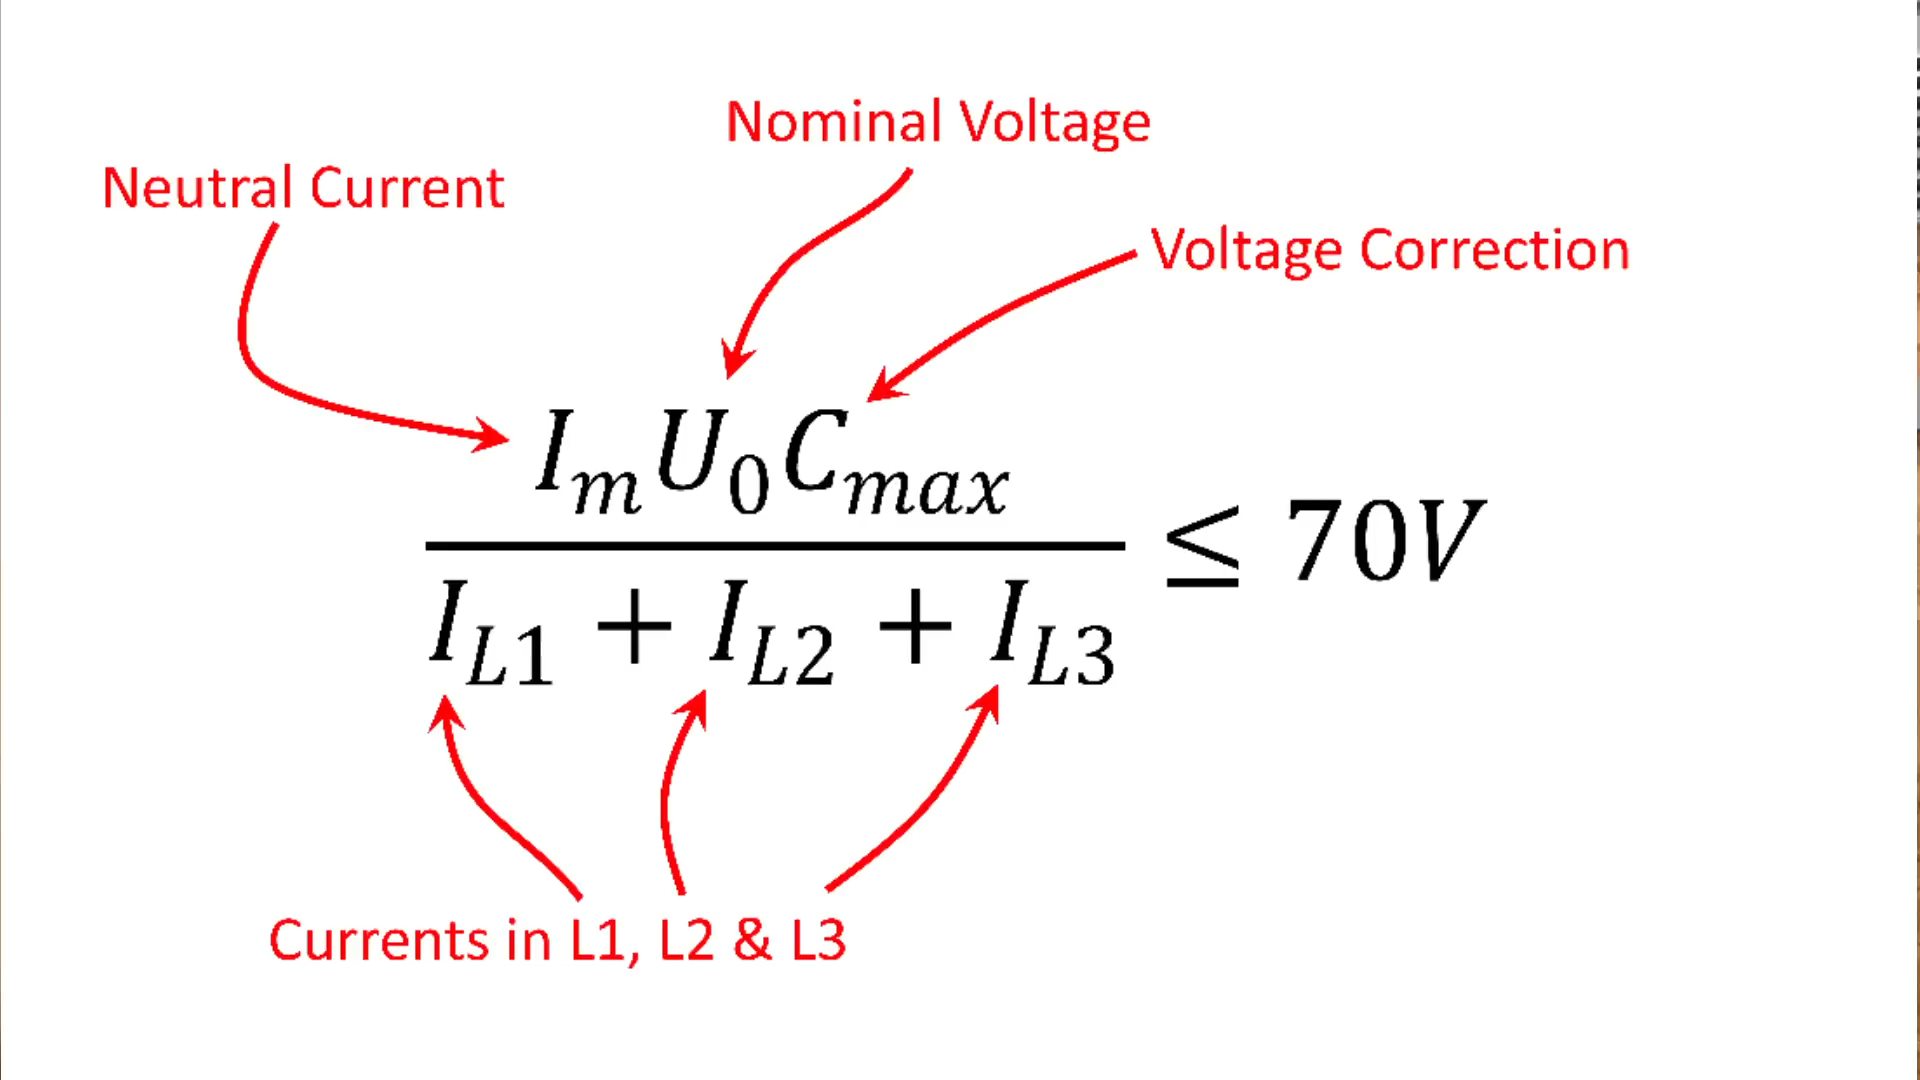 Nominal Voltage
Neutral Current
Voltage Correction
I_m U_0 C_max
I_L1 + I_L2 + I_L3
≤ 70V
Currents in L1, L2 & L3